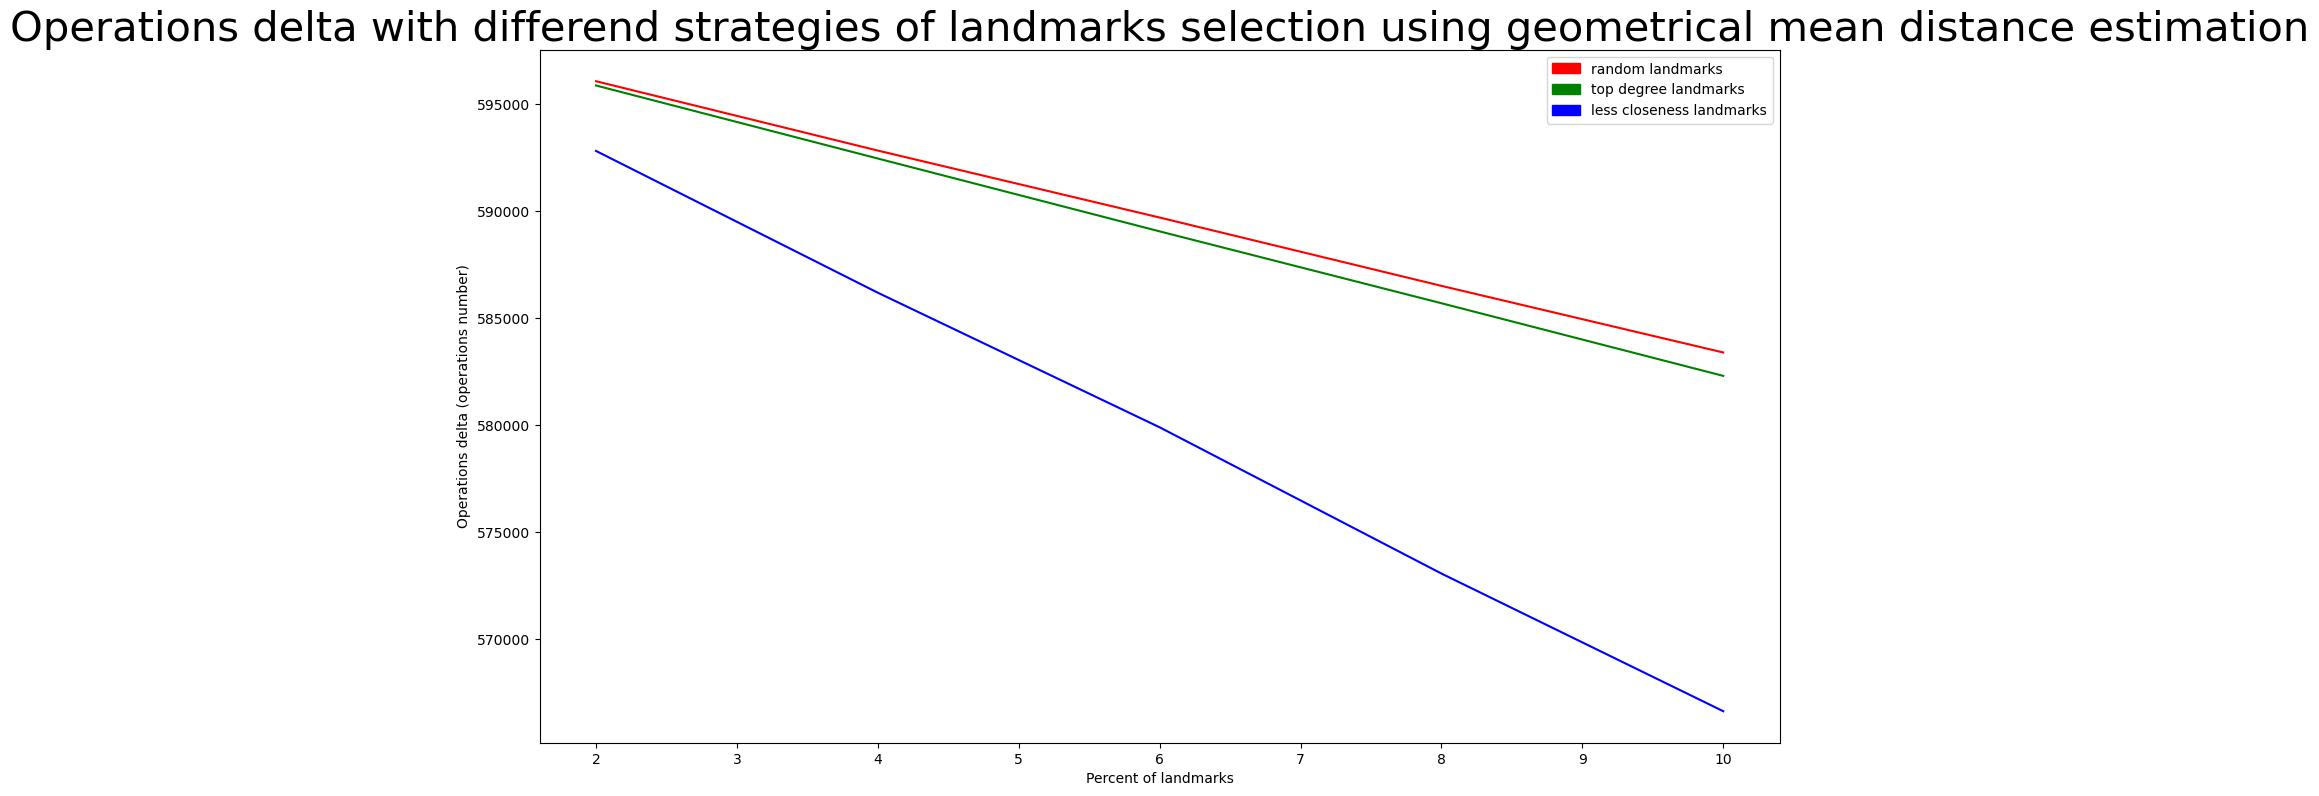 Operations delta with differend strategies of landmarks selection using geometrical mean distance estimation
random landmarks
top degree landmarks
less closeness landmarks
Operations delta (operations number)
595000
590000
585000
580000
575000
570000
2 3 4 5 6 7 8 9 10
Percent of landmarks